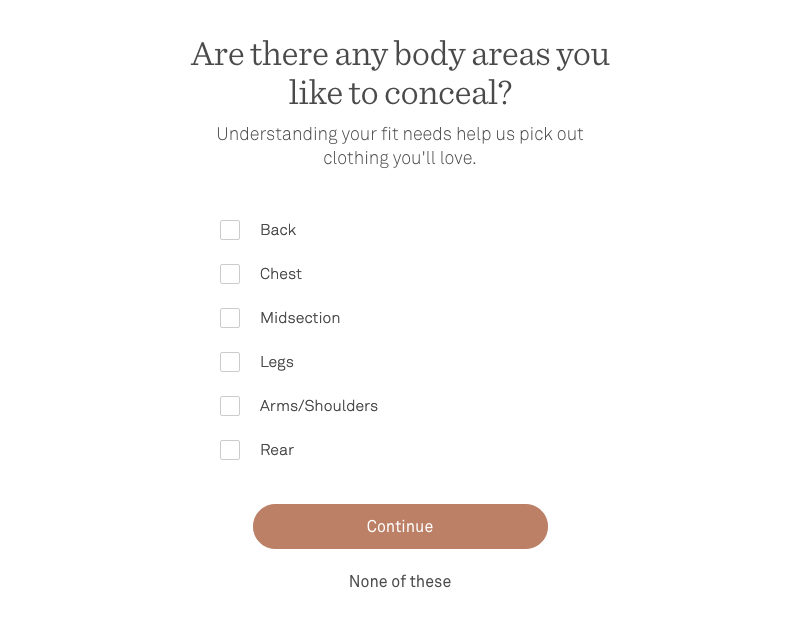 Are there any body areas you
like to conceal?
Understanding your fit needs help us pick out
clothing you'll love.
Back
Chest
Midsection
Legs
Arms/Shoulders
Rear
Continue
None of these